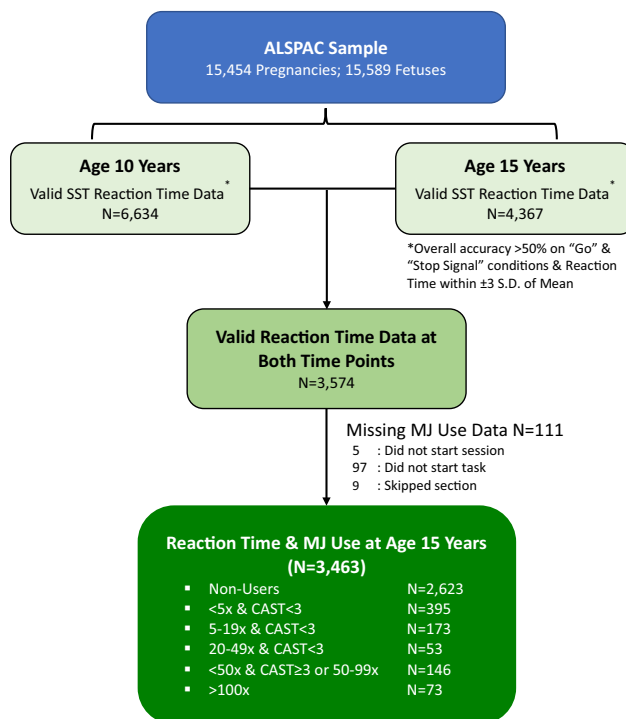 ALSPAC Sample
15,454 Pregnancies; 15,589 Fetuses
Age 10 Years
Valid SST Reaction Time Data*
N=6,634
Age 15 Years
Valid SST Reaction Time Data*
N=4,367
*Overall accuracy >50% on “Go” &
“Stop Signal” conditions & Reaction
Time within ±3 S.D. of Mean
Valid Reaction Time Data at
Both Time Points
N=3,574
Missing MJ Use Data N=111
5 : Did not start session
97 : Did not start task
9 : Skipped section
Reaction Time & MJ Use at Age 15 Years
(N=3,463)
▪ Non-Users N=2,623
▪ <5x & CAST<3 N=395
▪ 5-19x & CAST<3 N=173
▪ 20-49x & CAST<3 N=53
▪ <50x & CAST≥3 or 50-99x N=146
▪ >100x N=73